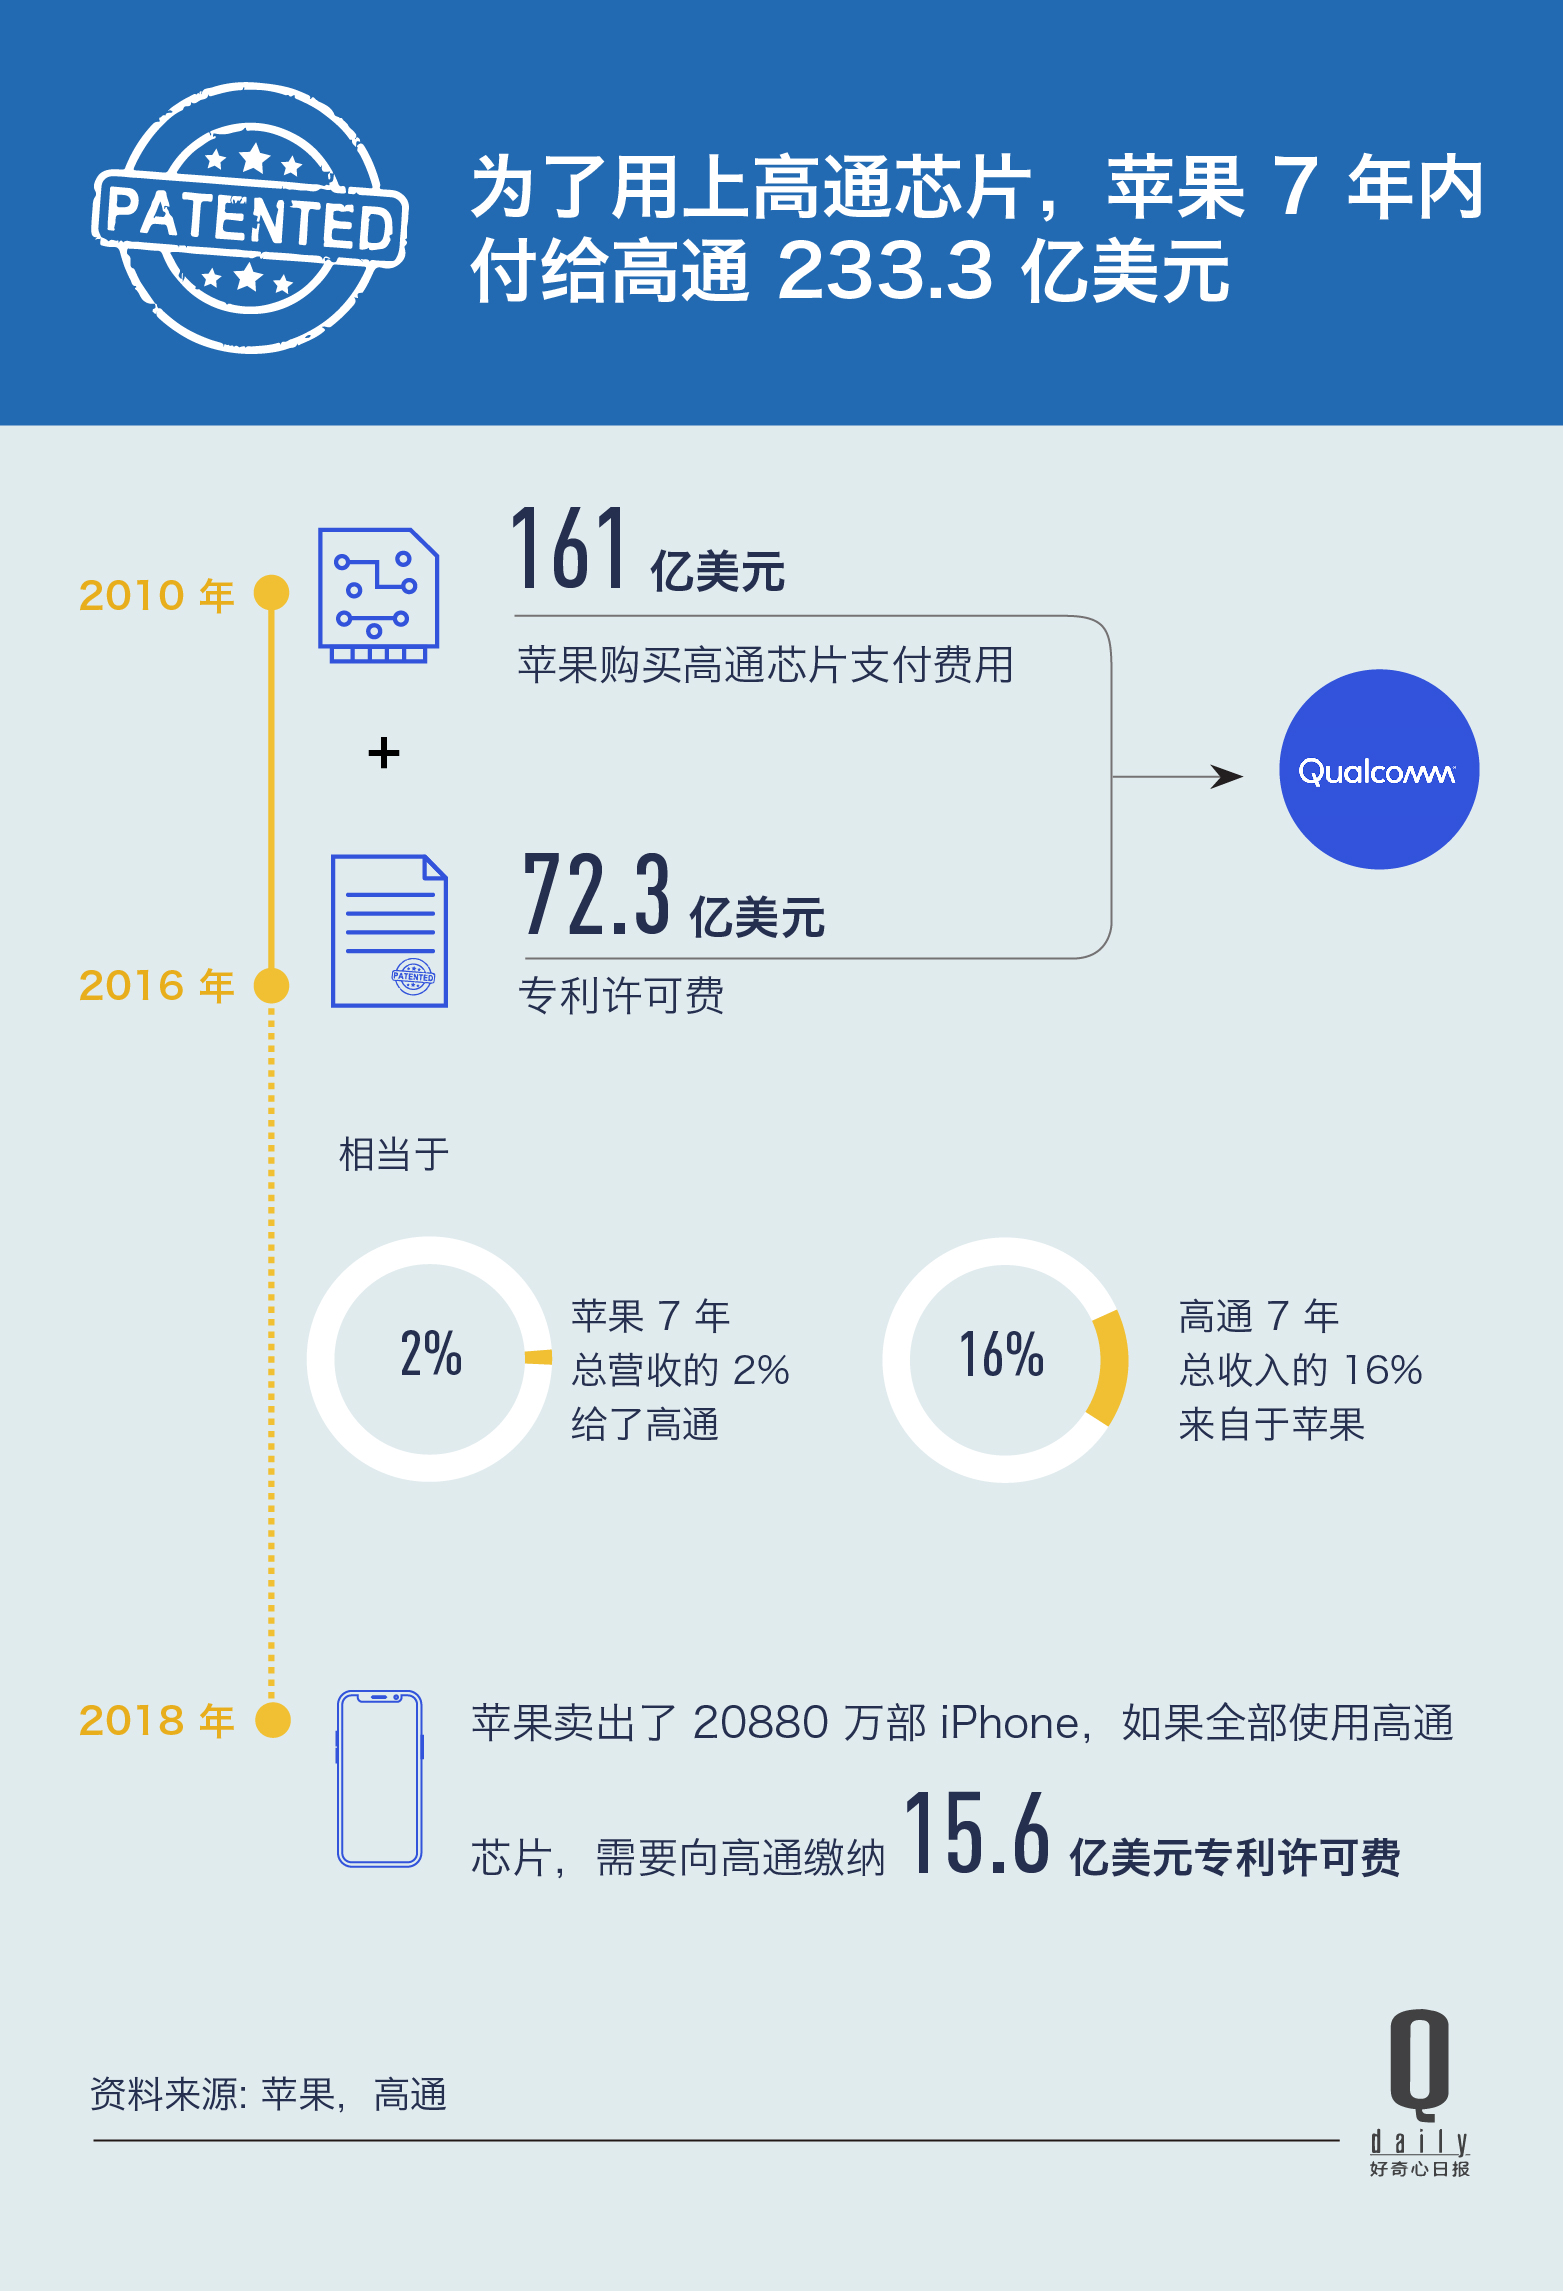 PATENTED
为了用上高通芯片，苹果 7 年内
付给高通 233.3 亿美元
2010 年
161 亿美元
苹果购买高通芯片支付费用
+
Qualcomm
72.3 亿美元
2016 年
PATENTED
专利许可费
相当于
2%
苹果 7 年
总营收的 2%
给了高通
16%
高通 7 年
总收入的 16%
来自于苹果
2018 年
苹果卖出了 20880 万部 iPhone，如果全部使用高通
芯片，需要向高通缴纳 15.6 亿美元专利许可费
资料来源: 苹果，高通
Q
daily
好奇心日报